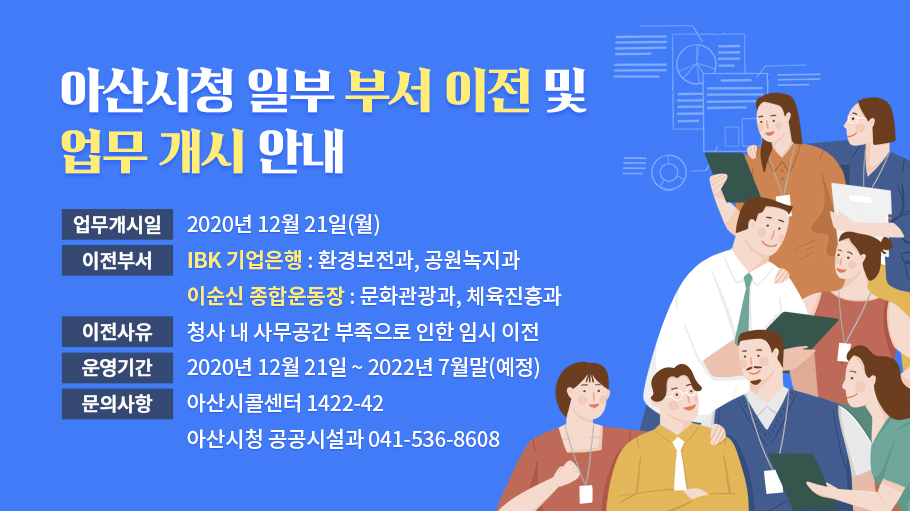 아산시청 일부 부서 이전 및
업무 개시 안내
업무개시일 2020년 12월 21일(월)
이전부서 IBK 기업은행 : 환경보전과, 공원녹지과
이순신 종합운동장 : 문화관광과, 체육진흥과
이전사유 청사 내 사무공간 부족으로 인한 임시 이전
운영기간 2020년 12월 21일 ~ 2022년 7월말(예정)
문의사항 아산시콜센터 1422-42
아산시청 공공시설과 041-536-8608